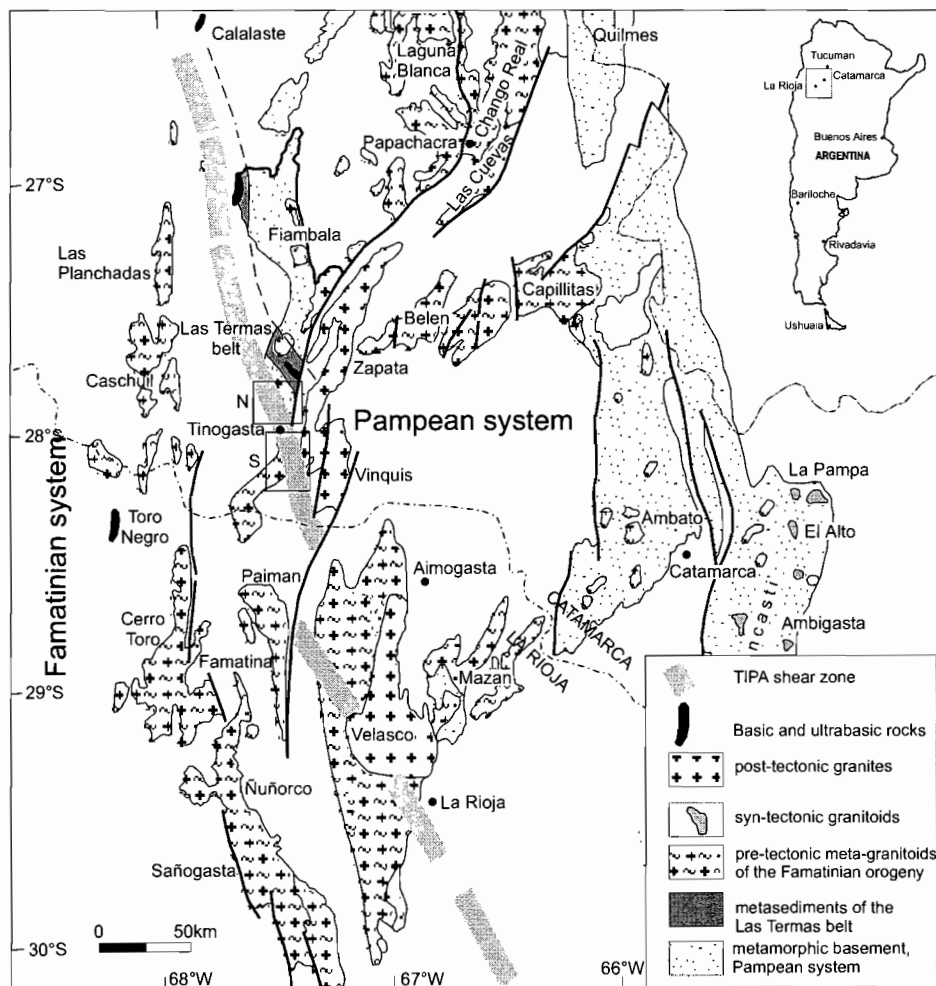 Calalaste
Laguna
Blanca
Chango Real
Quilmes
Papachacra
Las Cuevas
27°S
Fiambala
Las
Planchadas
Capillitas
Las Termas
belt
Belen
Caschuil
Zapata
N
Tinogasta
28°S
Pampean system
S
Vinquis
Famatinian system
La Pampa
Toro
Negro
Ambato
El Alto
Paiman
Aimogasta
Catamarca
Cerro
Toro
CATAMARCA
LA RIOJA
Ambigasta
ncasti
Famatina
Mazan
29°S
Velasco
Ñuñorco
La Rioja
Sañogasta
0 50km
30°S
68°W 67°W 66°W
Tucuman
La Rioja
Catamarca
Buenos Aires
ARGENTINA
Bariloche
Rivadavia
Ushuaia
TIPA shear zone
Basic and ultrabasic rocks
post-tectonic granites
syn-tectonic granitoids
pre-tectonic meta-granitoids
of the Famatinian orogeny
metasediments of the
Las Termas belt
metamorphic basement,
Pampean system